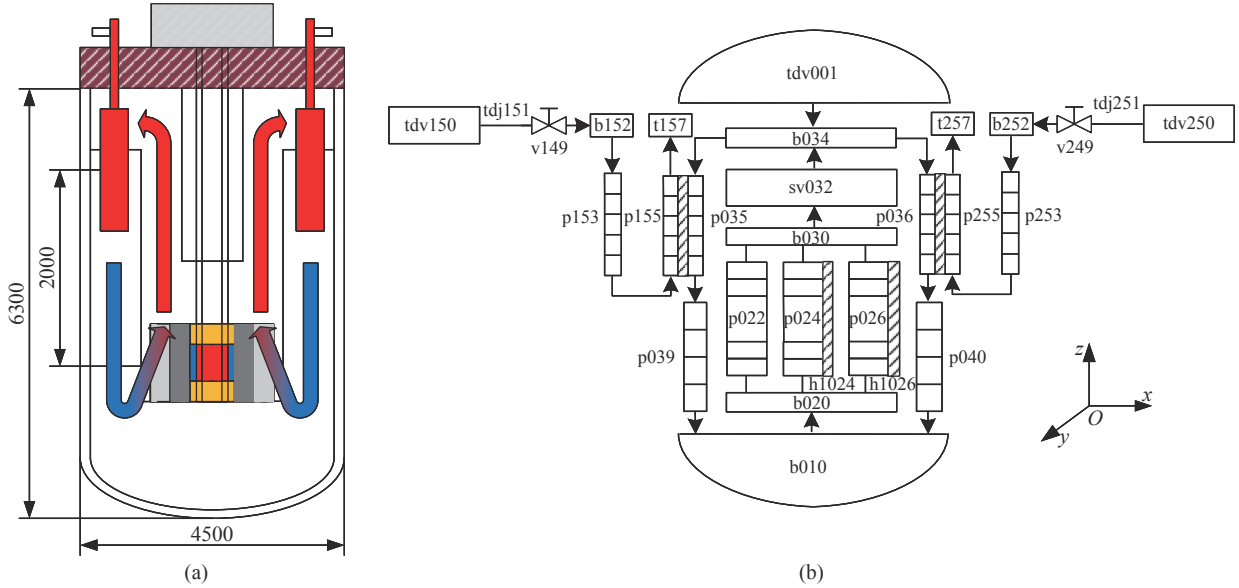 6300
2000
4500
(a)
tdv001
tdv150
tdj151
v149
b152
t157
b034
t257
b252
tdj251
v249
tdv250
sv032
p153
p155
p035
p036
p255
p253
b030
p022
p024
p026
p039
p040
h1024
h1026
b020
b010
z
x
O
y
(b)